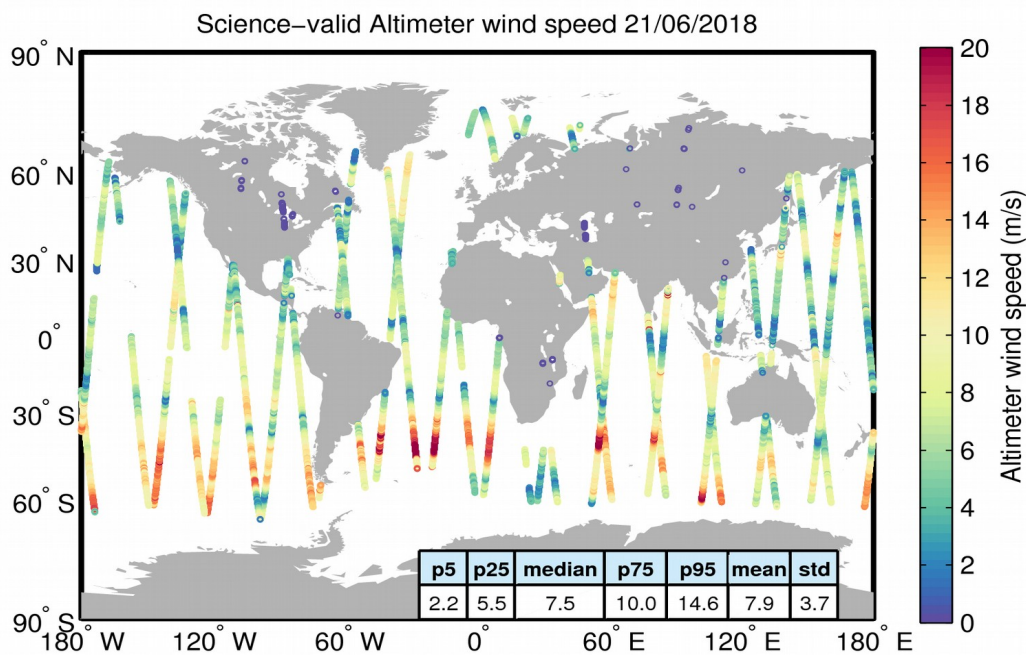 Science−valid Altimeter wind speed 21/06/2018
90° N
60° N
30° N
0°
30° S
60° S
90° S
180° W
120° W
60° W
0°
60° E
120° E
180° E
p5 p25 median p75 p95 mean std
2.2 5.5 7.5 10.0 14.6 7.9 3.7
20
18
16
14
12
10
8
6
4
2
0
Altimeter wind speed (m/s)